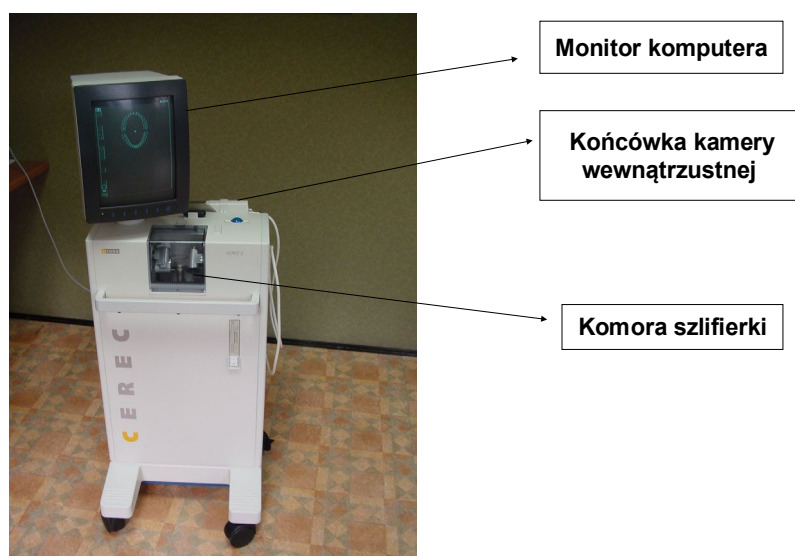 Monitor komputera
Końcówka kamery
wewnątrzustnej
Komora szlifierki
CEREC